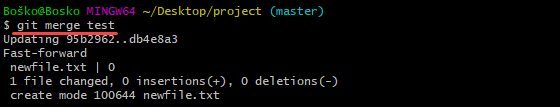 Boško@Bosko MINGW64 ~/Desktop/project (master)
$ git merge test
Updating 95b2962..db4e8a3
Fast-forward
 newfile.txt | 0
 1 file changed, 0 insertions(+), 0 deletions(-)
 create mode 100644 newfile.txt